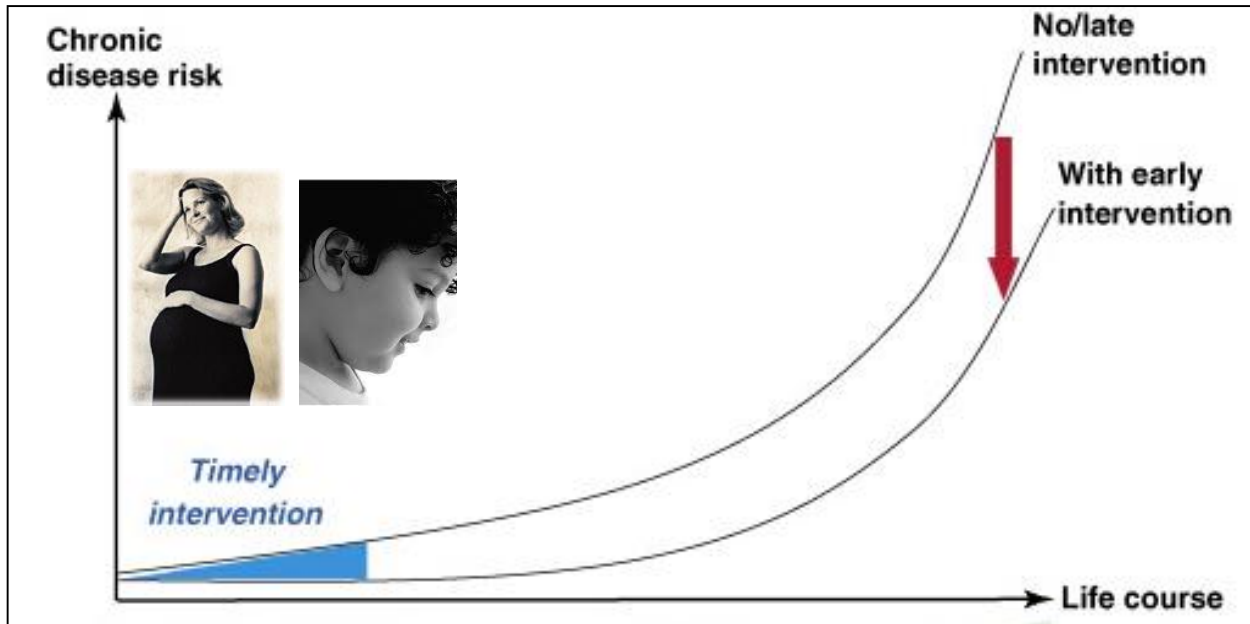 Chronic
disease risk
No/late
intervention
With early
intervention
Timely
intervention
Life course